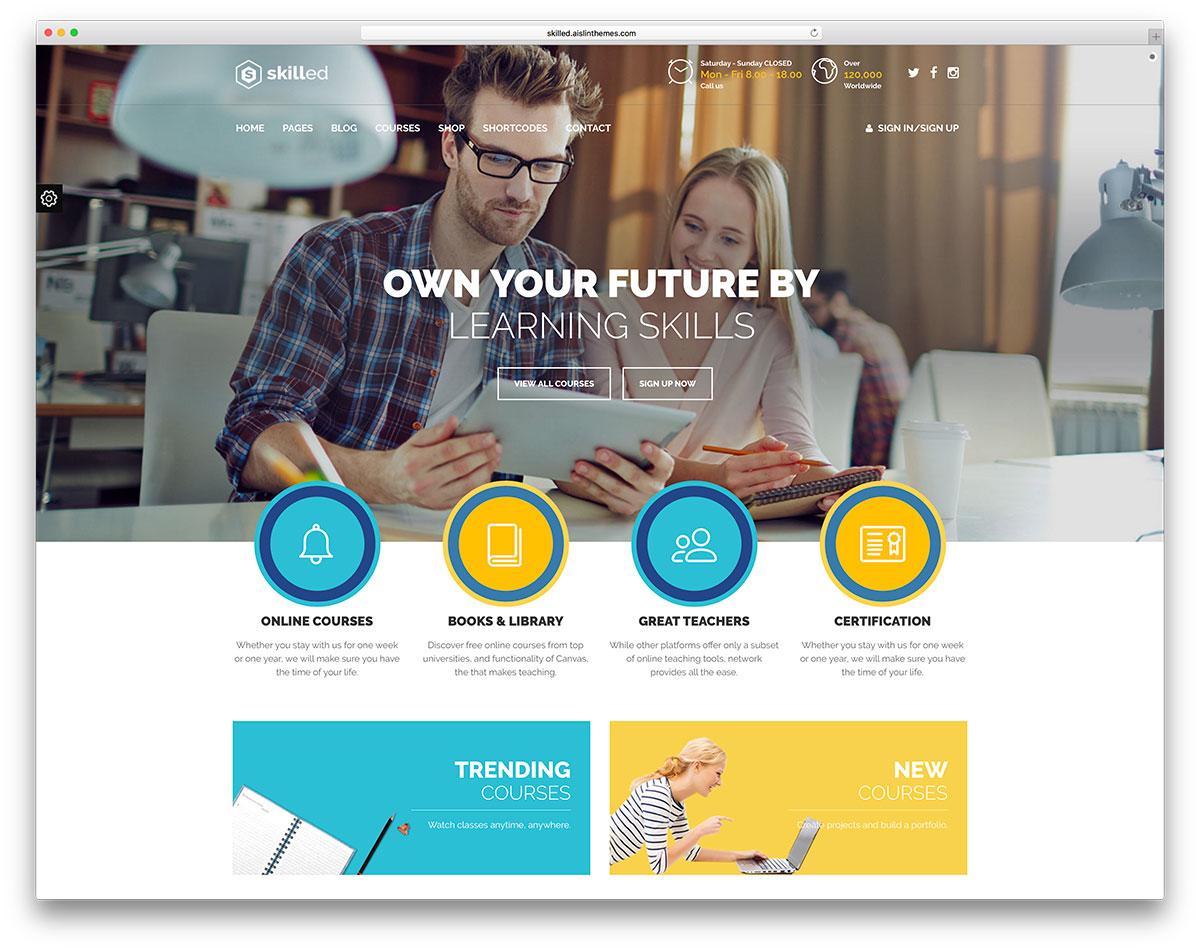 skilled.aislinthemes.com
skilled
Saturday - Sunday CLOSED
Mon - Fri 8.00 - 18.00
Call us
Over
120,000
Worldwide
HOME PAGES BLOG COURSES SHOP SHORTCODES CONTACT
SIGN IN/SIGN UP
OWN YOUR FUTURE BY
LEARNING SKILLS
VIEW ALL COURSES
SIGN UP NOW
ONLINE COURSES
Whether you stay with us for one week
or one year, we will make sure you have
the time of your life.
BOOKS & LIBRARY
Discover free online courses from top
universities, and functionality of Canvas,
the that makes teaching.
GREAT TEACHERS
While other platforms offer only a subset
of online teaching tools, network
provides all the ease.
CERTIFICATION
Whether you stay with us for one week
or one year, we will make sure you have
the time of your life.
TRENDING
COURSES
Watch classes anytime, anywhere.
NEW
COURSES
Create projects and build a portfolio.